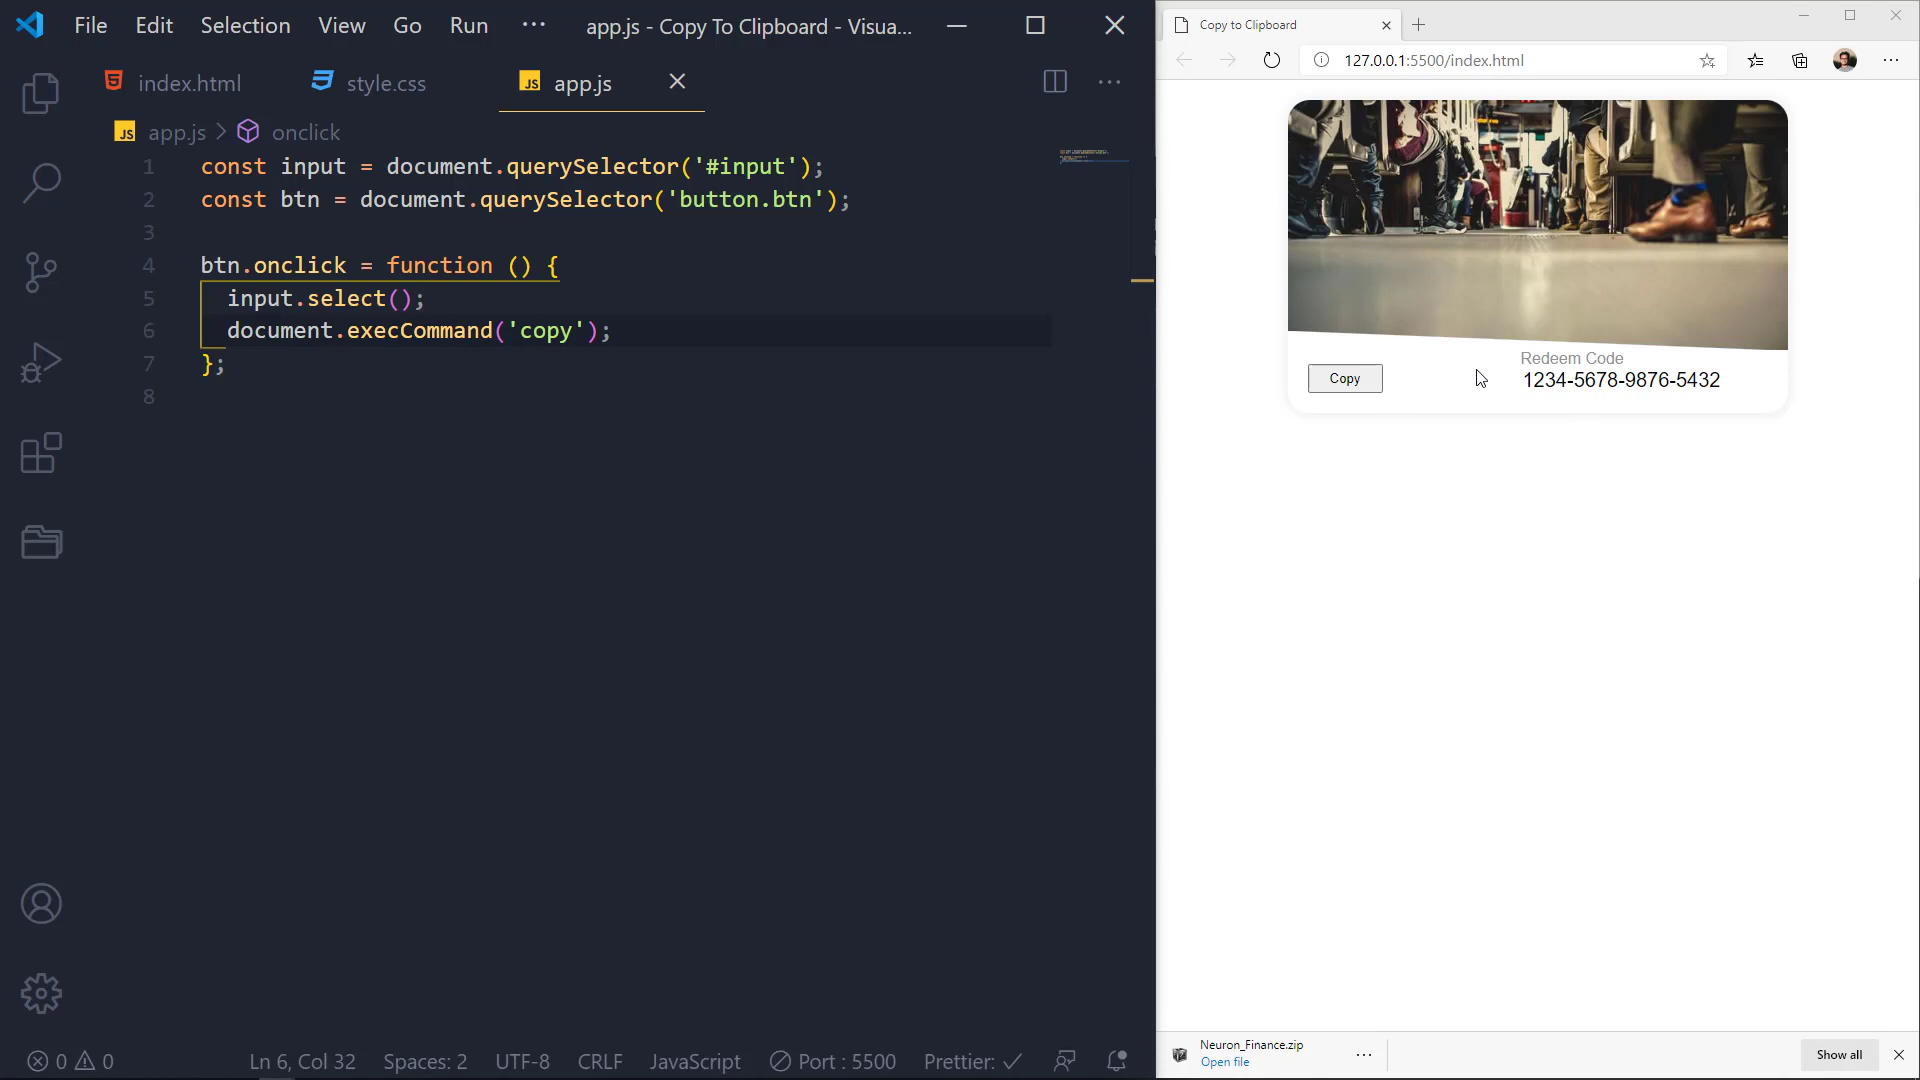 File Edit Selection View Go Run ··· app.js - Copy To Clipboard - Visua...
index.html style.css JS app.js
JS app.js > onclick
1 const input = document.querySelector('#input');
2 const btn = document.querySelector('button.btn');
3
4 btn.onclick = function () {
5 input.select();
6 document.execCommand('copy');
7 };
8
0 0 Ln 6, Col 32 Spaces: 2 UTF-8 CRLF JavaScript Port : 5500 Prettier: ✓
Copy to Clipboard
127.0.0.1:5500/index.html
Redeem Code
Copy 1234-5678-9876-5432
Neuron_Finance.zip
Open file
Show all